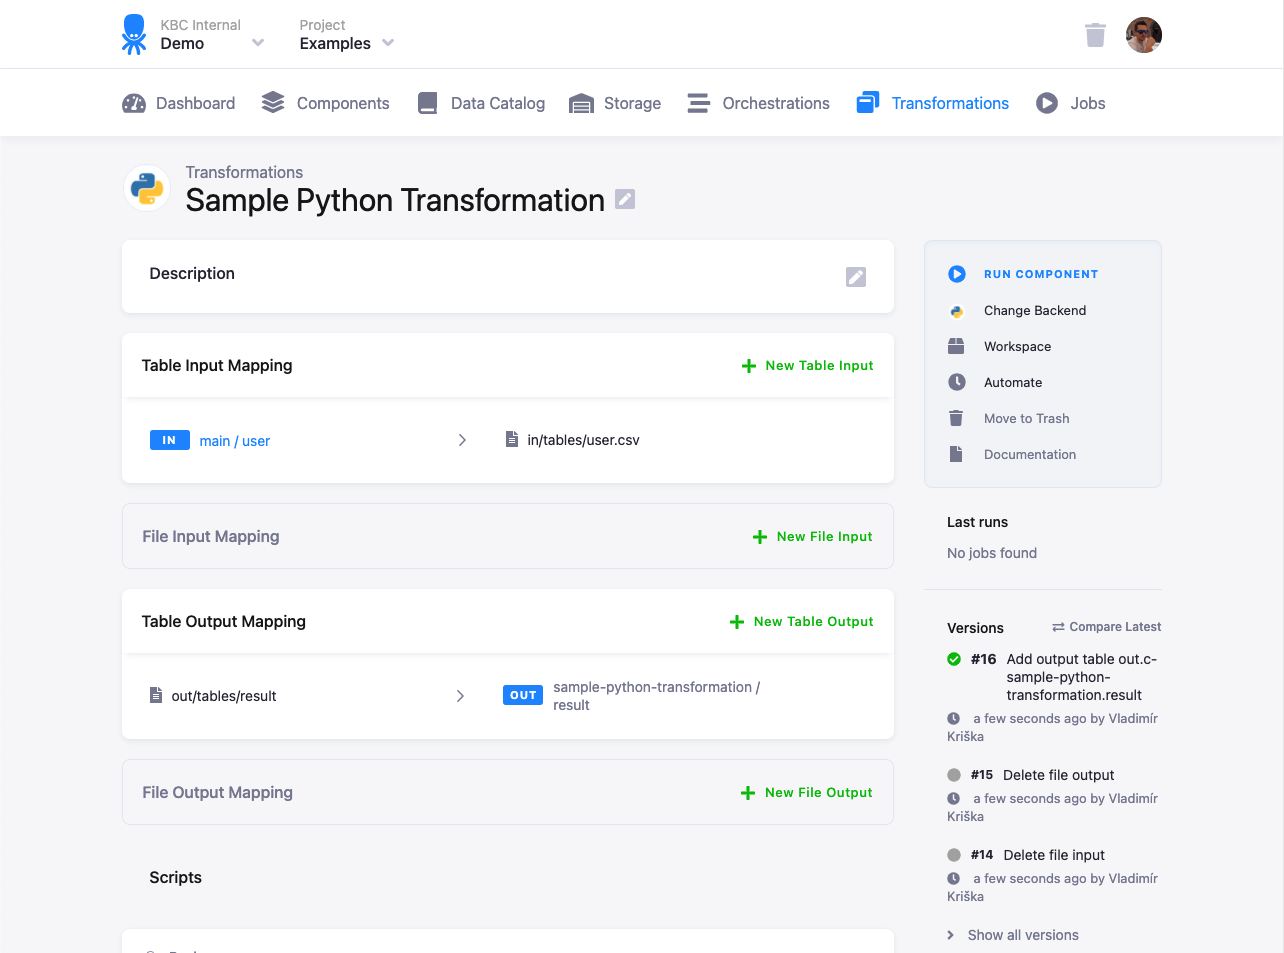 KBC Internal
Demo
Project
Examples
Dashboard
Components
Data Catalog
Storage
Orchestrations
Transformations
Jobs
Transformations
Sample Python Transformation
Description
Table Input Mapping
New Table Input
IN main / user
in/tables/user.csv
File Input Mapping
New File Input
Table Output Mapping
New Table Output
out/tables/result
OUT
sample-python-transformation /
result
File Output Mapping
New File Output
Scripts
RUN COMPONENT
Change Backend
Workspace
Automate
Move to Trash
Documentation
Last runs
No jobs found
Versions
Compare Latest
#16 Add output table out.c-
sample-python-
transformation.result
a few seconds ago by Vladimír
Kriška
#15 Delete file output
a few seconds ago by Vladimír
Kriška
#14 Delete file input
a few seconds ago by Vladimír
Kriška
Show all versions